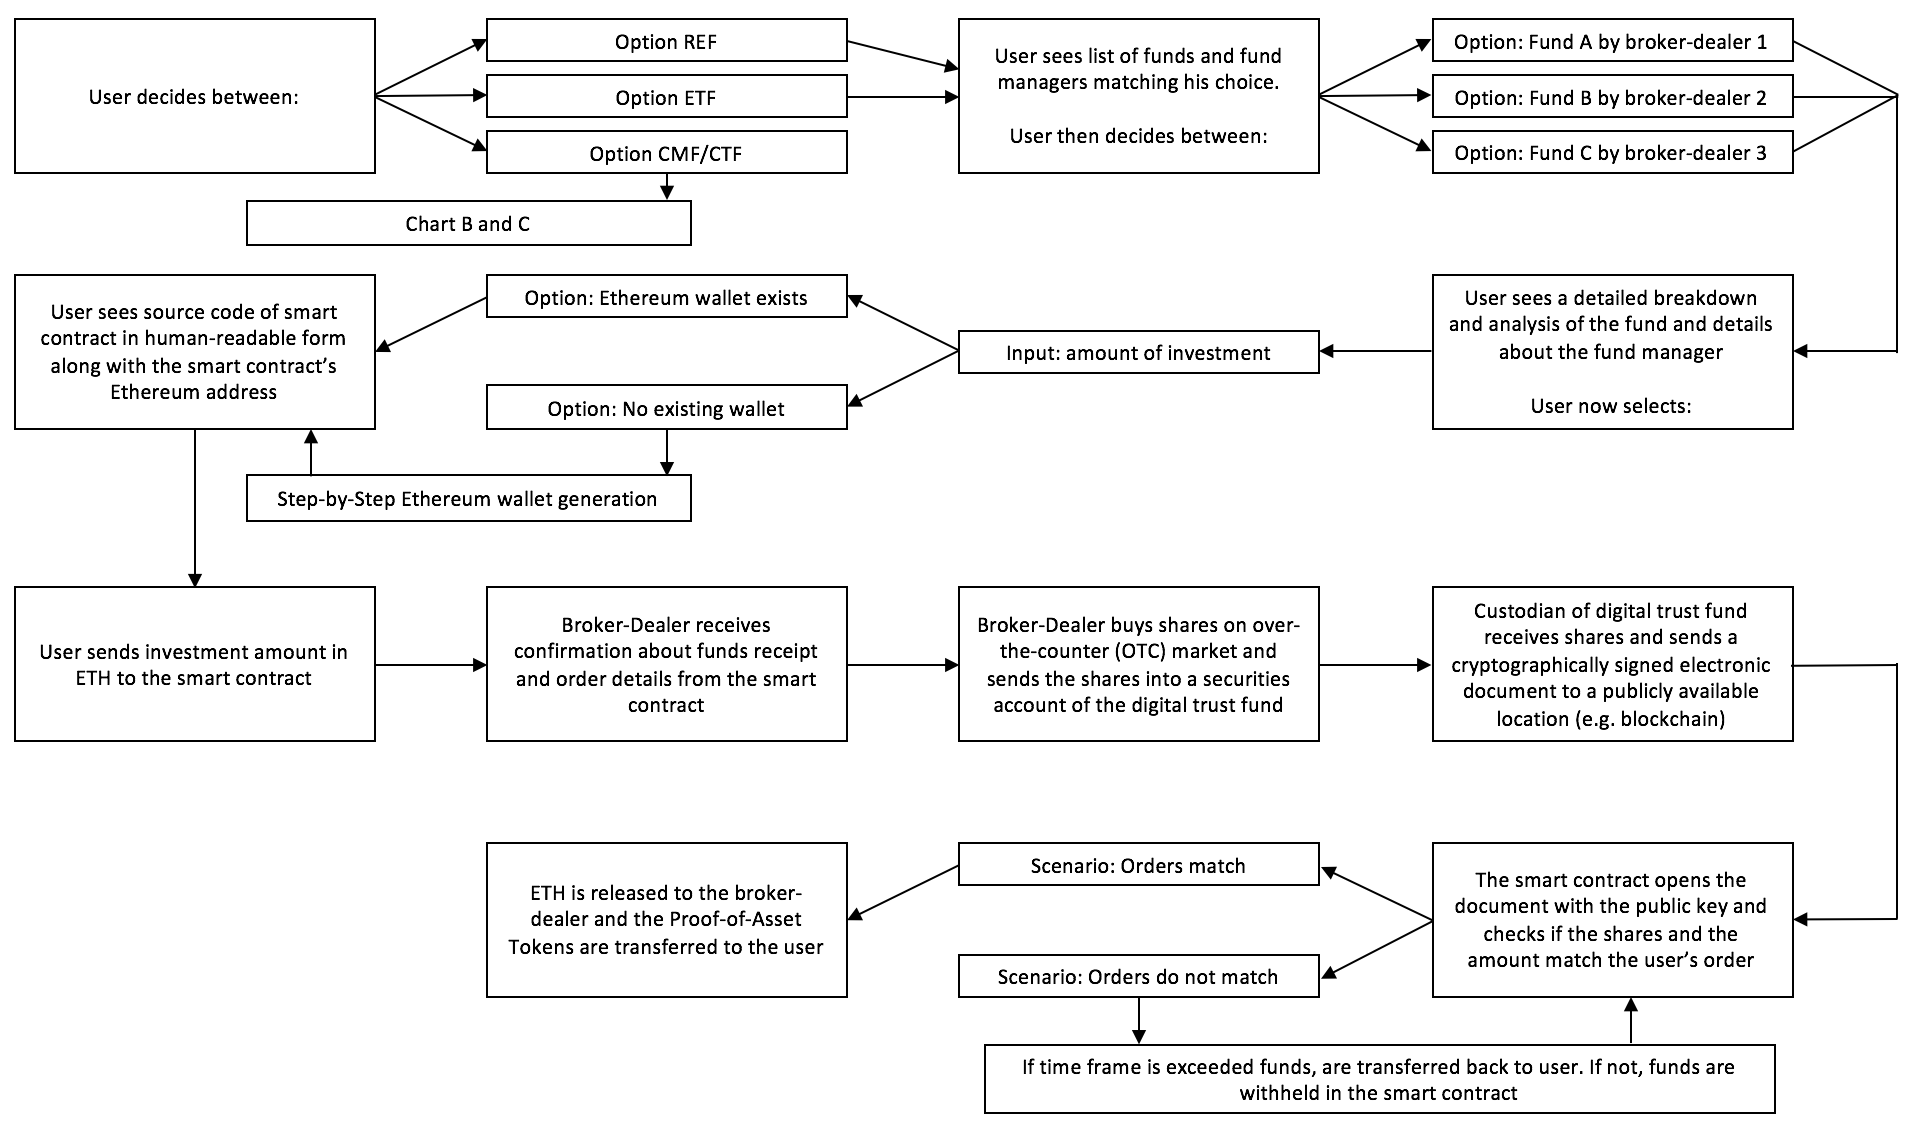 User decides between:
Option REF
Option ETF
Option CMF/CTF
Chart B and C
User sees list of funds and fund
managers matching his choice.
User then decides between:
Option: Fund A by broker-dealer 1
Option: Fund B by broker-dealer 2
Option: Fund C by broker-dealer 3
User sees a detailed breakdown
and analysis of the fund and details
about the fund manager
User now selects:
Input: amount of investment
Option: Ethereum wallet exists
Option: No existing wallet
Step-by-Step Ethereum wallet generation
User sees source code of smart
contract in human-readable form
along with the smart contract’s
Ethereum address
User sends investment amount in
ETH to the smart contract
Broker-Dealer receives
confirmation about funds receipt
and order details from the smart
contract
Broker-Dealer buys shares on over-
the-counter (OTC) market and
sends the shares into a securities
account of the digital trust fund
Custodian of digital trust fund
receives shares and sends a
cryptographically signed electronic
document to a publicly available
location (e.g. blockchain)
The smart contract opens the
document with the public key and
checks if the shares and the
amount match the user’s order
Scenario: Orders match
Scenario: Orders do not match
ETH is released to the broker-
dealer and the Proof-of-Asset
Tokens are transferred to the user
If time frame is exceeded funds, are transferred back to user. If not, funds are
withheld in the smart contract